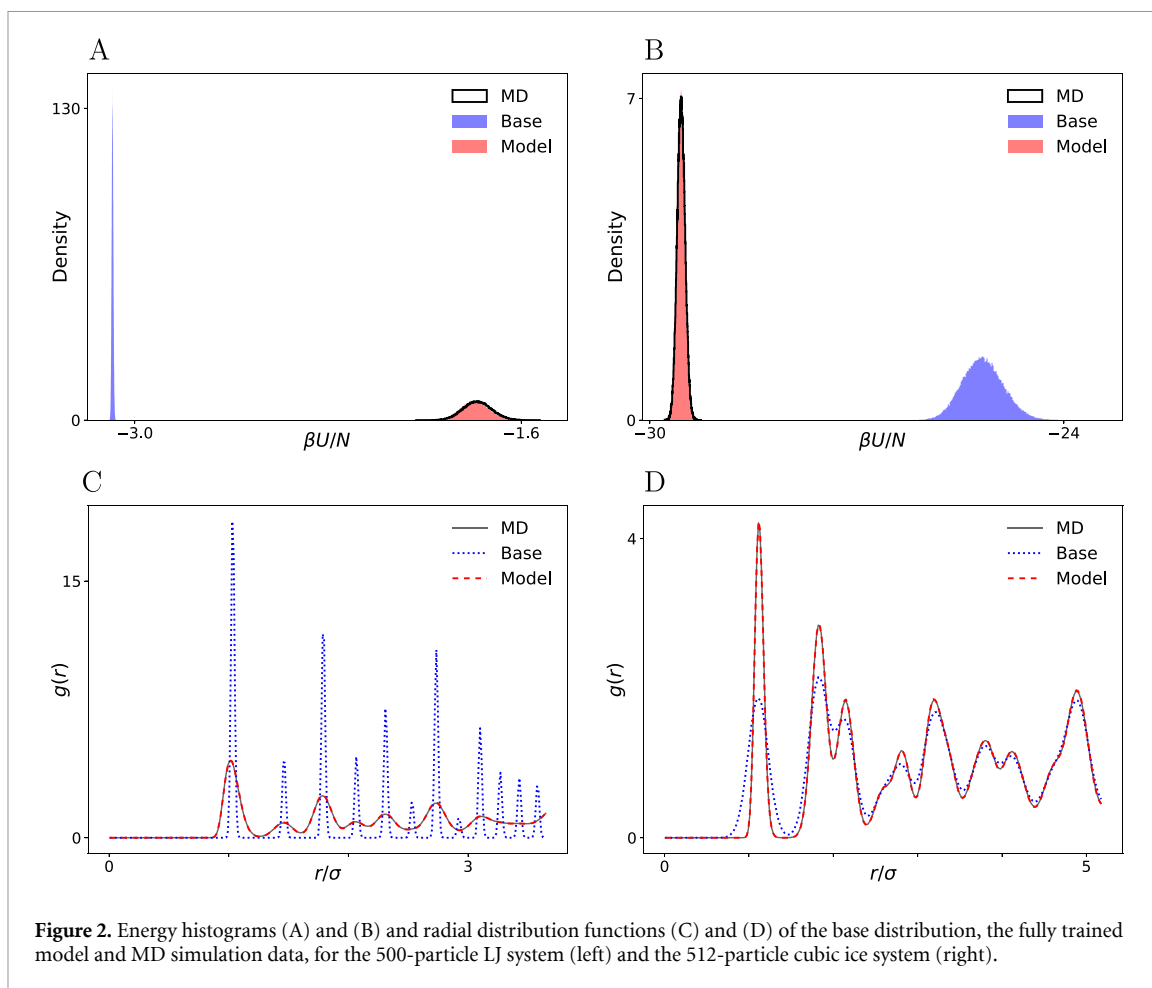 A
130
Density
0
MD
Base
Model
−3.0
βU/N
−1.6
B
7
Density
0
MD
Base
Model
−30
βU/N
−24
C
15
g(r)
0
MD
Base
Model
0
r/σ
3
D
4
g(r)
0
MD
Base
Model
0
r/σ
5
Figure 2. Energy histograms (A) and (B) and radial distribution functions (C) and (D) of the base distribution, the fully trained
model and MD simulation data, for the 500-particle LJ system (left) and the 512-particle cubic ice system (right).